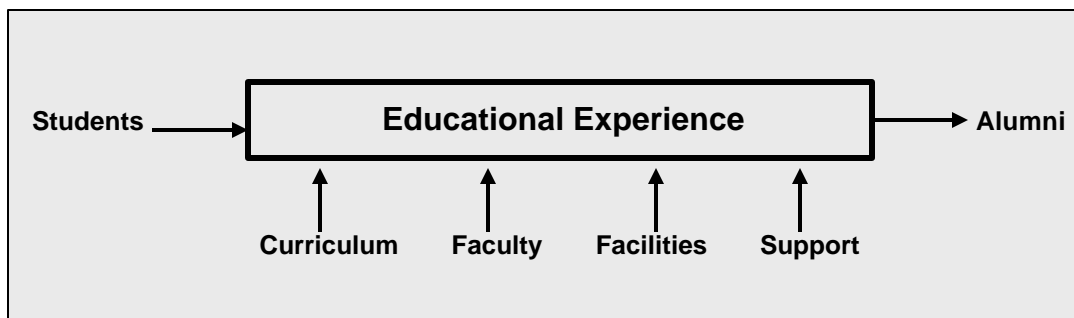 Educational Experience
Students
Alumni
Curriculum Faculty Facilities Support